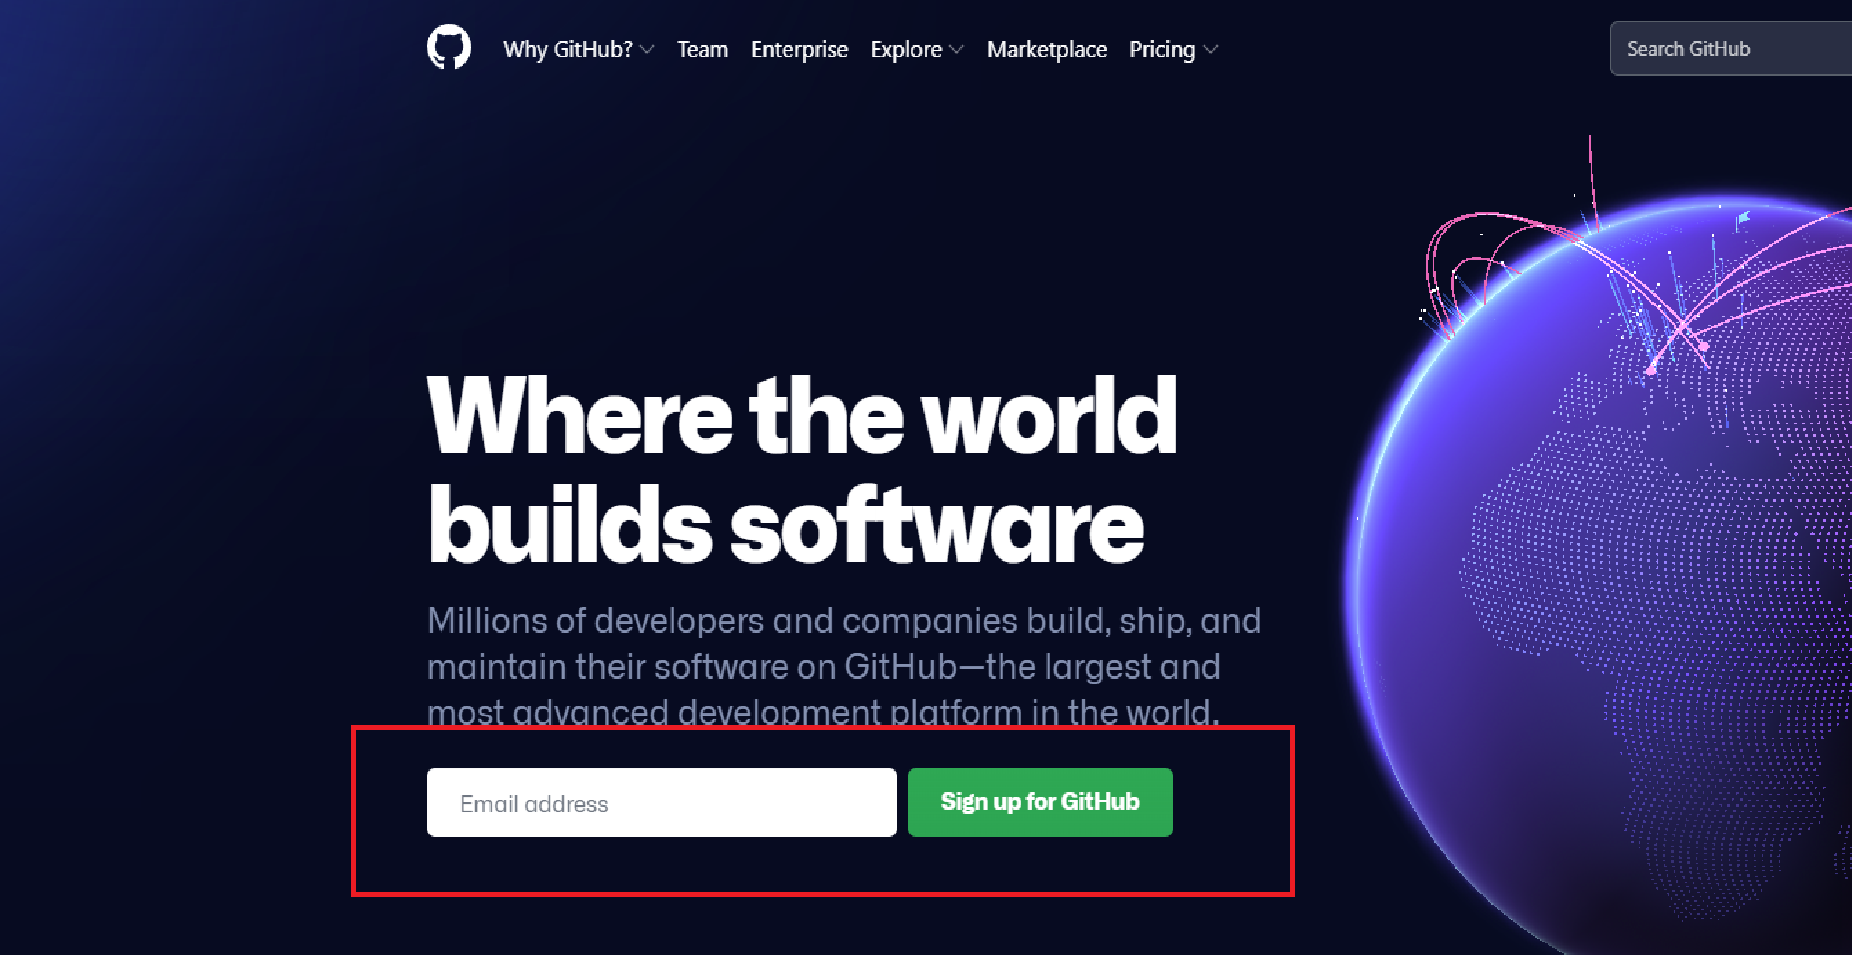 Why GitHub? Team Enterprise Explore Marketplace Pricing Search GitHub
Where the world
builds software
Millions of developers and companies build, ship, and
maintain their software on GitHub—the largest and
most advanced development platform in the world.
Email address Sign up for GitHub